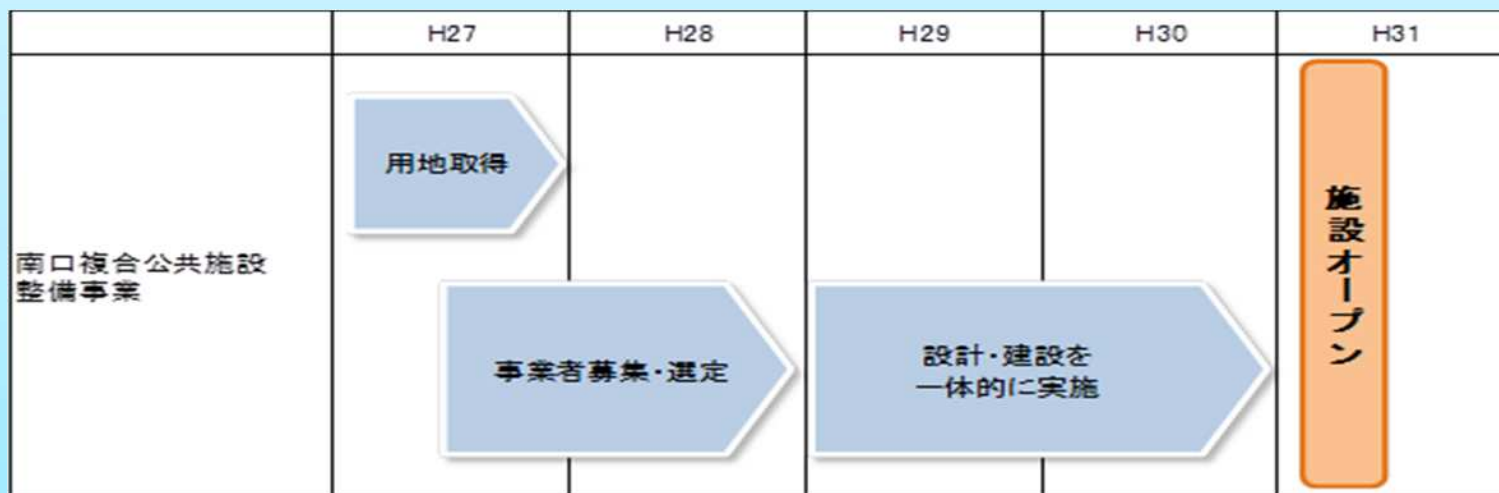 H27 H28 H29 H30 H31
用地取得
南口複合公共施設
整備事業
事業者募集・選定
設計・建設を
一体的に実施
施設オープン